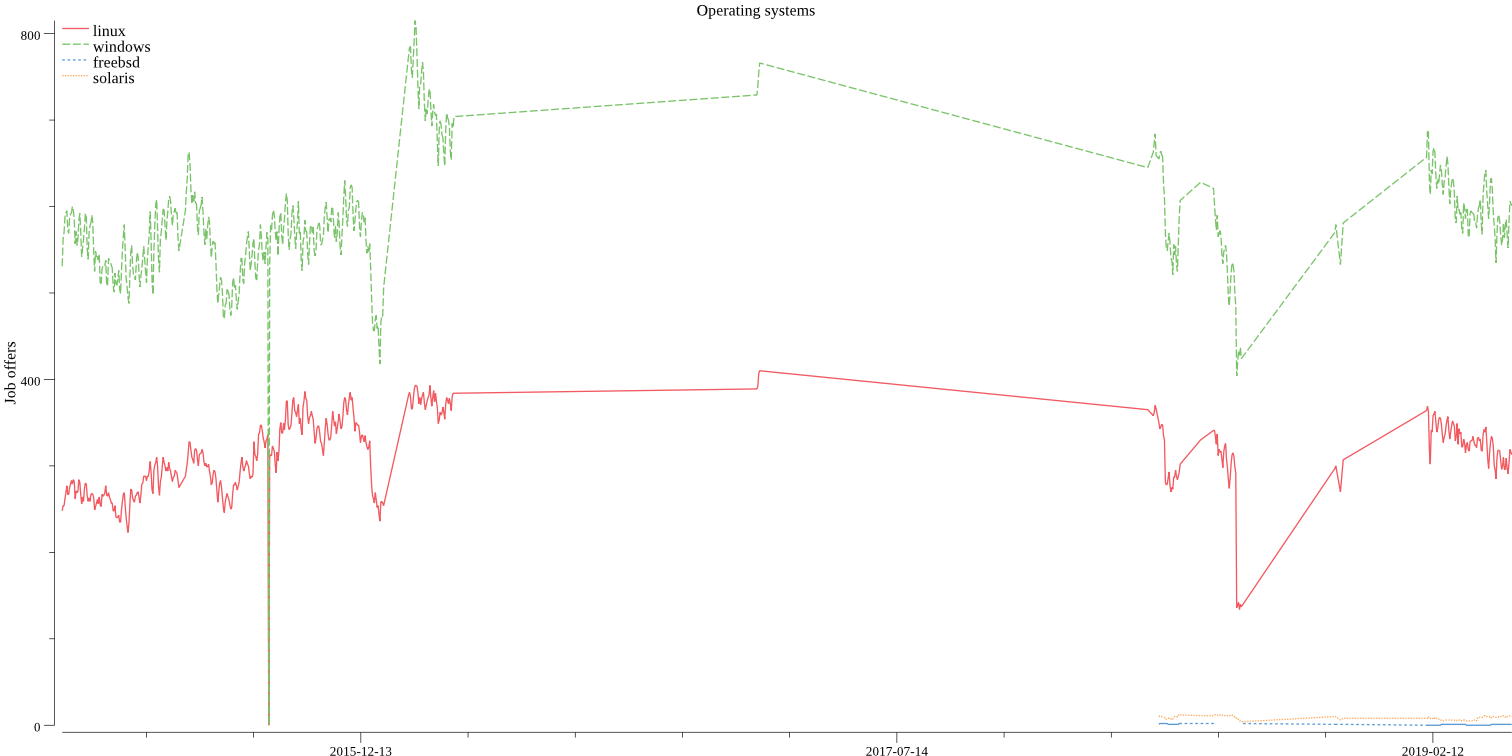 Operating systems
800
linux
windows
freebsd
solaris
Job offers
400
0
2015-12-13
2017-07-14
2019-02-12